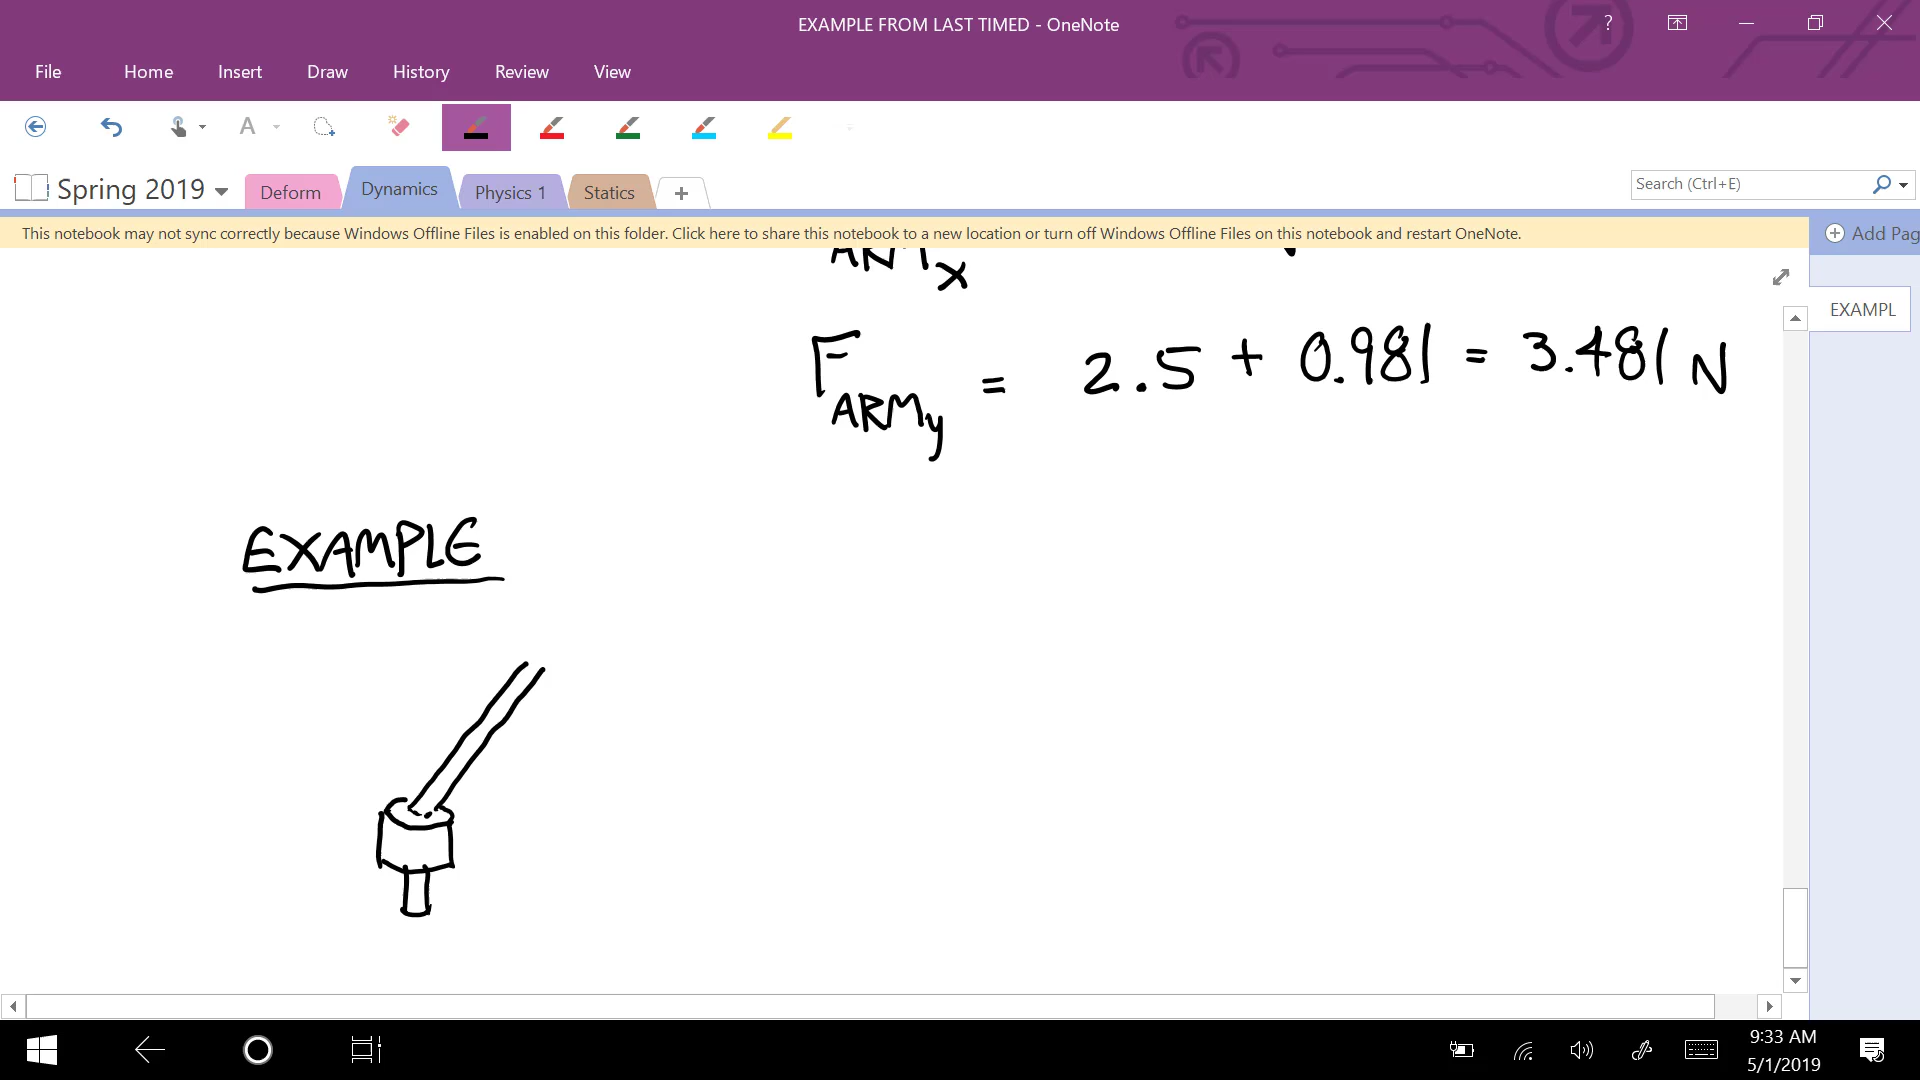 EXAMPLE FROM LAST TIMED - OneNote
?
File Home Insert Draw History Review View
A
Spring 2019 Deform Dynamics Physics 1 Statics +
Search (Ctrl+E)
This notebook may not sync correctly because Windows Offline Files is enabled on this folder. Click here to share this notebook to a new location or turn off Windows Offline Files on this notebook and restart OneNote.
Add Pag
EXAMPL
ARMx
FARMy = 2.5 + 0.981 = 3.481 N
EXAMPLE
9:33 AM
5/1/2019